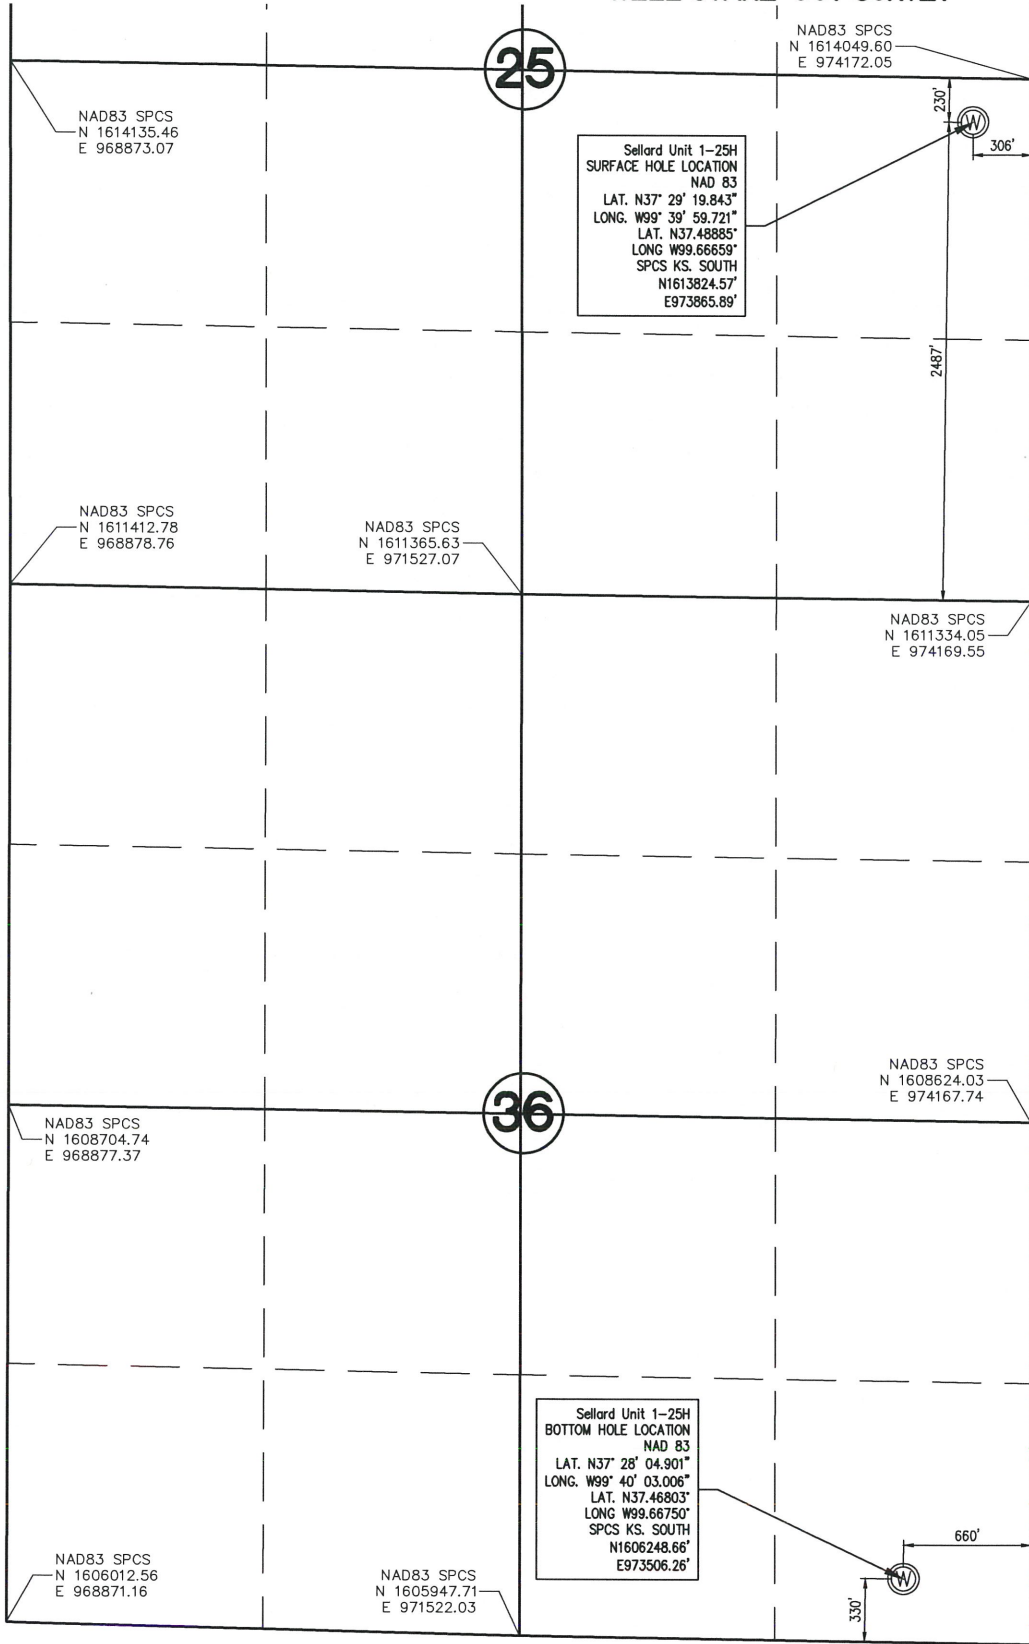 NAD83 SPCS
N 1614049.60
E 974172.05
25
NAD83 SPCS
N 1614135.46
E 968873.07
230'
W
306'
Sellard Unit 1-25H
SURFACE HOLE LOCATION
NAD 83
LAT. N37° 29' 19.843"
LONG. W99° 39' 59.721"
LAT. N37.48885°
LONG W99.66659°
SPCS KS. SOUTH
N1613824.57'
E973865.89'
2487'
NAD83 SPCS
N 1611412.78
E 968878.76
NAD83 SPCS
N 1611365.63
E 971527.07
NAD83 SPCS
N 1611334.05
E 974169.55
NAD83 SPCS
N 1608624.03
E 974167.74
36
NAD83 SPCS
N 1608704.74
E 968877.37
Sellard Unit 1-25H
BOTTOM HOLE LOCATION
NAD 83
LAT. N37° 28' 04.901"
LONG. W99° 40' 03.006"
LAT. N37.46803°
LONG W99.66750°
SPCS KS. SOUTH
N1606248.66'
E973506.26'
660'
W
330'
NAD83 SPCS
N 1606012.56
E 968871.16
NAD83 SPCS
N 1605947.71
E 971522.03